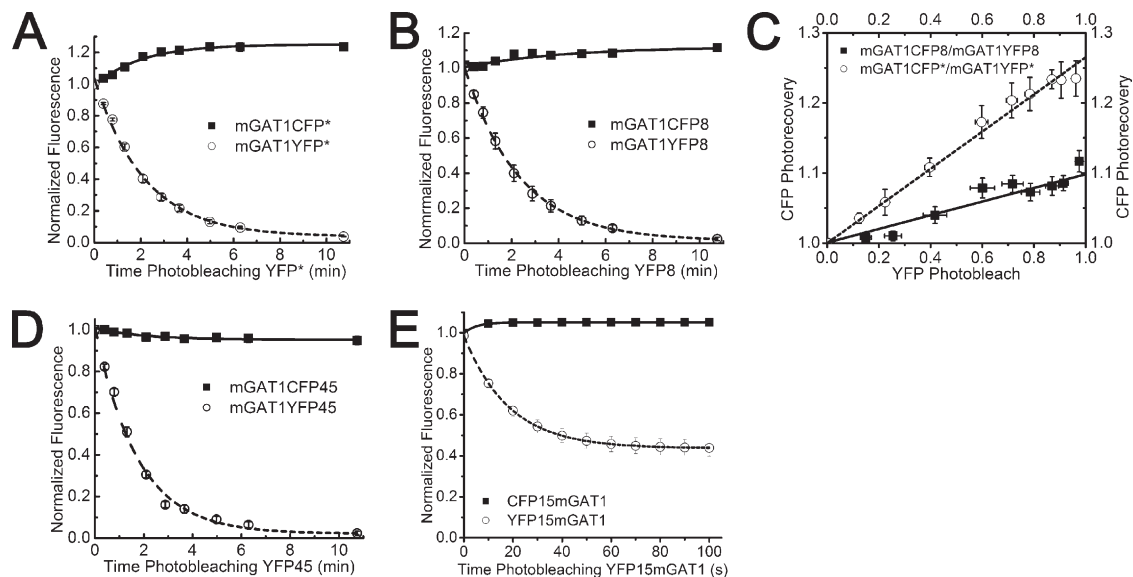 A
Normalized Fluorescence
1.2
1.0
0.8
0.6
0.4
0.2
0.0
mGAT1CFP*
mGAT1YFP*
0 2 4 6 8 10
Time Photobleaching YFP* (min)
B
Nomrmalized Fluorescence
1.2
1.0
0.8
0.6
0.4
0.2
0.0
mGAT1CFP8
mGAT1YFP8
0 2 4 6 8 10
Time Photobleaching YFP8 (min)
C
0.0 0.2 0.4 0.6 0.8 1.0
CFP Photorecovery
1.3
1.2
1.1
1.0
mGAT1CFP8/mGAT1YFP8
mGAT1CFP*/mGAT1YFP*
1.3
1.2
1.1
1.0
CFP Photorecovery
0.0 0.2 0.4 0.6 0.8 1.0
YFP Photobleach
D
Normalized Fluorescence
1.0
0.8
0.6
0.4
0.2
0.0
mGAT1CFP45
mGAT1YFP45
0 2 4 6 8 10
Time Photobleaching YFP45 (min)
E
Normalized Fluorescence
1.0
0.8
0.6
0.4
0.2
0.0
CFP15mGAT1
YFP15mGAT1
0 20 40 60 80 100
Time Photobleaching YFP15mGAT1 (s)